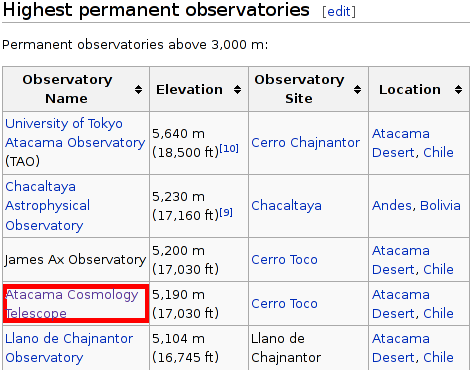 Highest permanent observatories [edit]
Permanent observatories above 3,000 m:
Observatory Name Elevation Observatory Site Location
University of Tokyo Atacama Observatory (TAO) 5,640 m (18,500 ft)[10] Cerro Chajnantor Atacama Desert, Chile
Chacaltaya Astrophysical Observatory 5,230 m (17,160 ft)[9] Chacaltaya Andes, Bolivia
James Ax Observatory 5,200 m (17,030 ft) Cerro Toco Atacama Desert, Chile
Atacama Cosmology Telescope 5,190 m (17,030 ft) Cerro Toco Atacama Desert, Chile
Llano de Chajnantor Observatory 5,104 m (16,745 ft) Llano de Chajnantor Atacama Desert, Chile